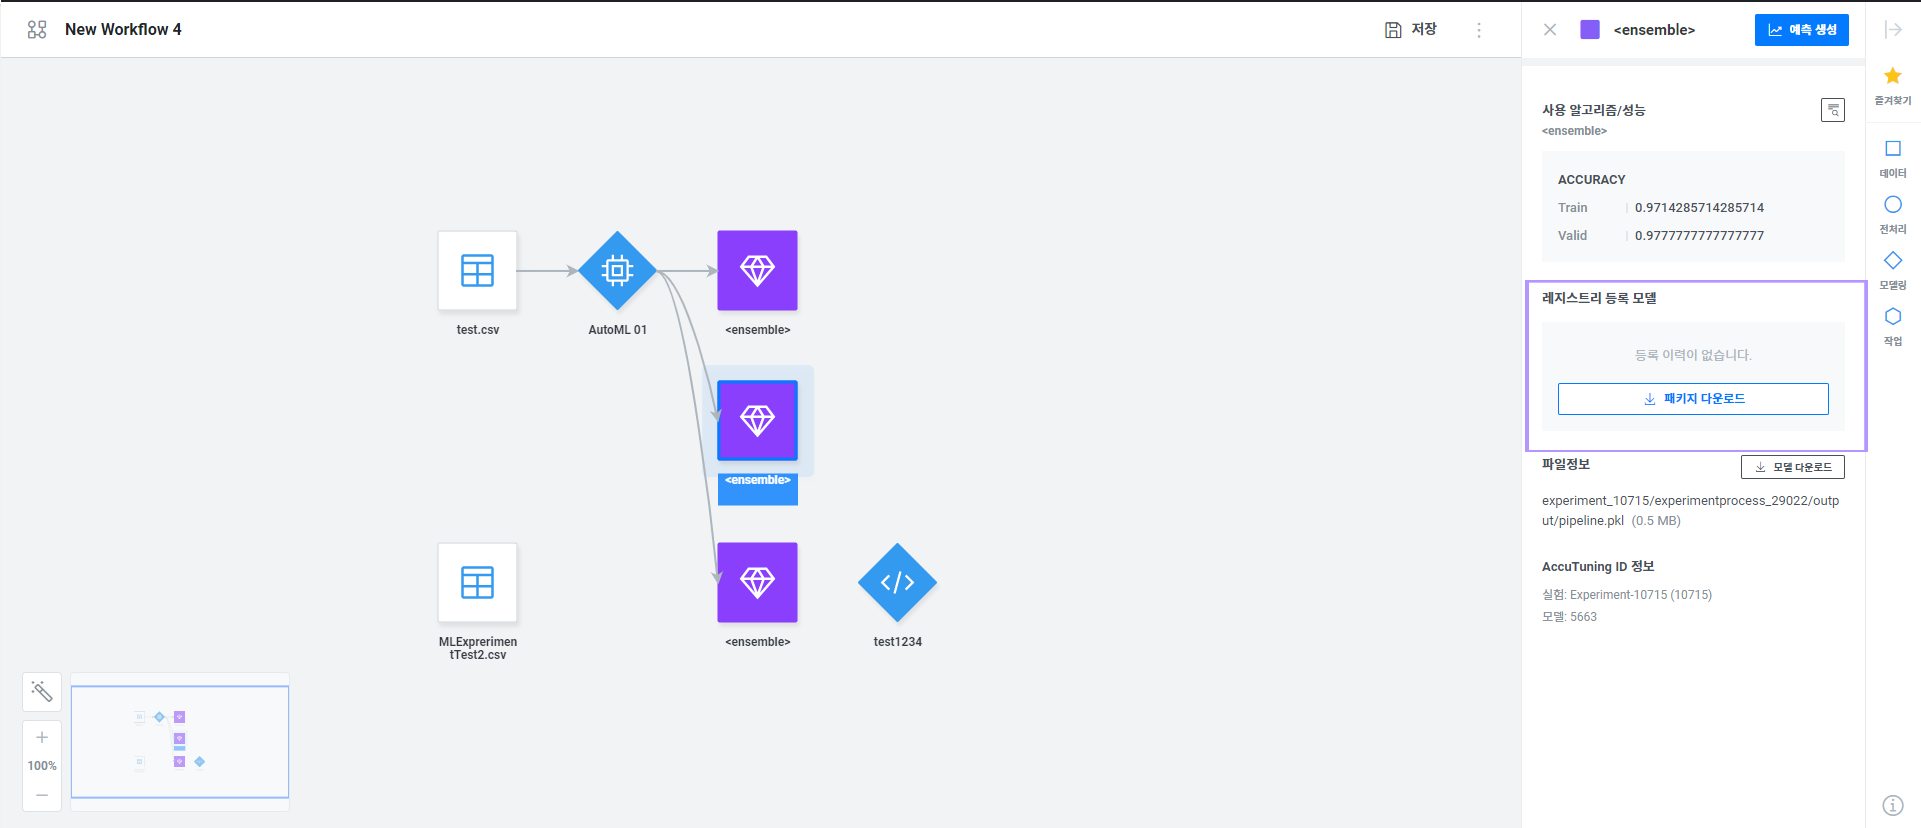 New Workflow 4
저장
<ensemble>
예측 생성
즐겨찾기
데이터
전처리
모델링
작업
test.csv
AutoML 01
<ensemble>
<ensemble>
MLExprerimen
tTest2.csv
<ensemble>
test1234
100%
사용 알고리즘/성능
<ensemble>
ACCURACY
Train 0.9714285714285714
Valid 0.9777777777777777
레지스트리 등록 모델
등록 이력이 없습니다.
패키지 다운로드
파일정보
모델 다운로드
experiment_10715/experimentprocess_29022/outp
ut/pipeline.pkl (0.5 MB)
AccuTuning ID 정보
실험: Experiment-10715 (10715)
모델: 5663